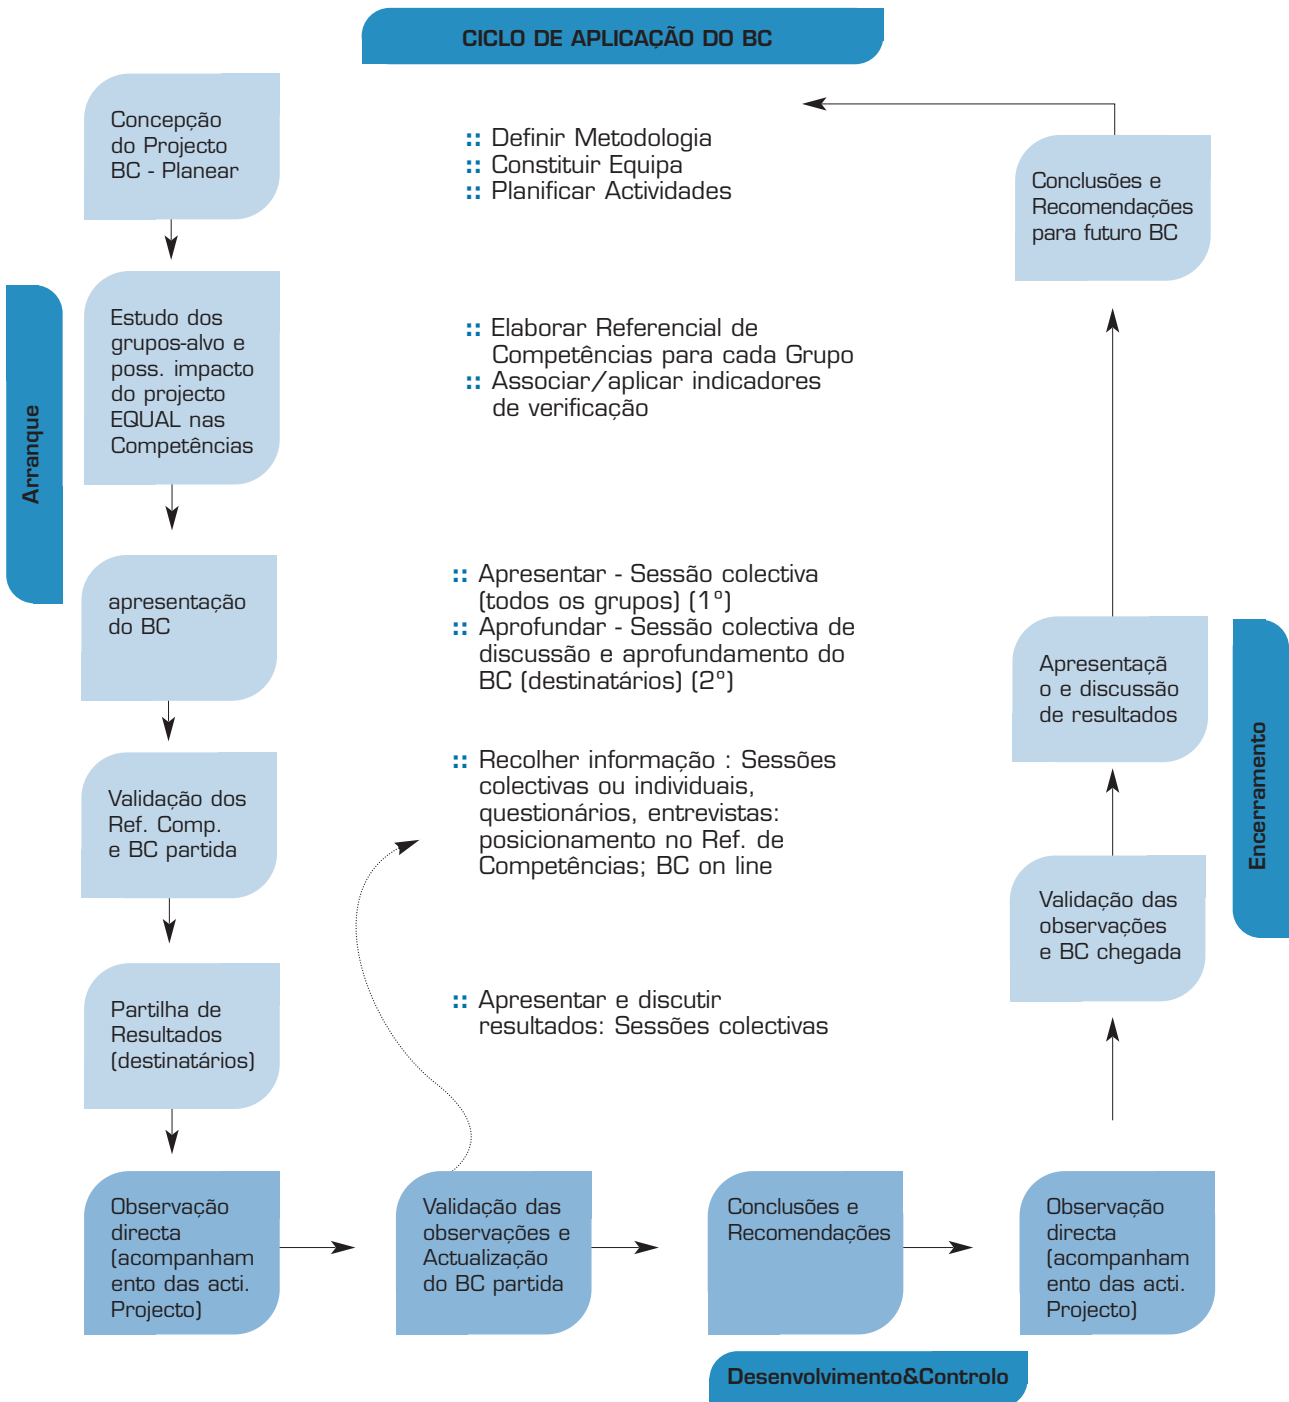 CICLO DE APLICAÇÃO DO BC
Concepção
do Projecto
BC - Planear
:: Definir Metodologia
:: Constituir Equipa
:: Planificar Actividades
Conclusões e
Recomendações
para futuro BC
Arranque
Estudo dos
grupos-alvo e
poss. impacto
do projecto
EQUAL nas
Competências
:: Elaborar Referencial de
Competências para cada Grupo
:: Associar/aplicar indicadores
de verificação
apresentação
do BC
:: Apresentar - Sessão colectiva
(todos os grupos) (1º)
:: Aprofundar - Sessão colectiva de
discussão e aprofundamento do
BC (destinatários) (2º)
Apresentaçã
o e discussão
de resultados
Encerramento
Validação dos
Ref. Comp.
e BC partida
:: Recolher informação : Sessões
colectivas ou individuais,
questionários, entrevistas:
posicionamento no Ref. de
Competências; BC on line
Validação das
observações
e BC chegada
Partilha de
Resultados
(destinatários)
:: Apresentar e discutir
resultados: Sessões colectivas
Observação
directa
(acompanham
ento das acti.
Projecto)
Validação das
observações e
Actualização
do BC partida
Conclusões e
Recomendações
Observação
directa
(acompanham
ento das acti.
Projecto)
Desenvolvimento&Controlo